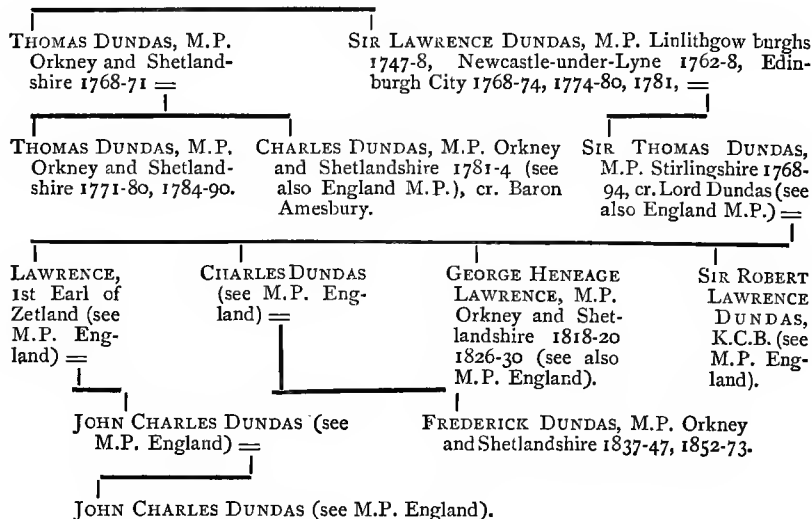 THOMAS DUNDAS, M.P.
Orkney and Shetland-
shire 1768-71 =
SIR LAWRENCE DUNDAS, M.P. Linlithgow burghs
1747-8, Newcastle-under-Lyne 1762-8, Edin-
burgh City 1768-74, 1774-80, 1781, =
THOMAS DUNDAS, M.P.
Orkney and Shetland-
shire 1771-80, 1784-90.
CHARLES DUNDAS, M.P. Orkney
and Shetlandshire 1781-4 (see
also England M.P.), cr. Baron
Amesbury.
SIR THOMAS DUNDAS,
M.P. Stirlingshire 1768-
94, cr. Lord Dundas (see
also England M.P.) =
LAWRENCE,
1st Earl of
Zetland (see
M.P. Eng-
land) =
CHARLES DUNDAS
(see M.P. Eng-
land) =
GEORGE HENEAGE
LAWRENCE, M.P.
Orkney and Shet-
landshire 1818-20
1826-30 (see also
M.P. England).
SIR ROBERT
LAWRENCE
DUNDAS,
K.C.B. (see
M.P. Eng-
land).
JOHN CHARLES DUNDAS (see
M.P. England) =
FREDERICK DUNDAS, M.P. Orkney
and Shetlandshire 1837-47, 1852-73.
JOHN CHARLES DUNDAS (see M.P. England).